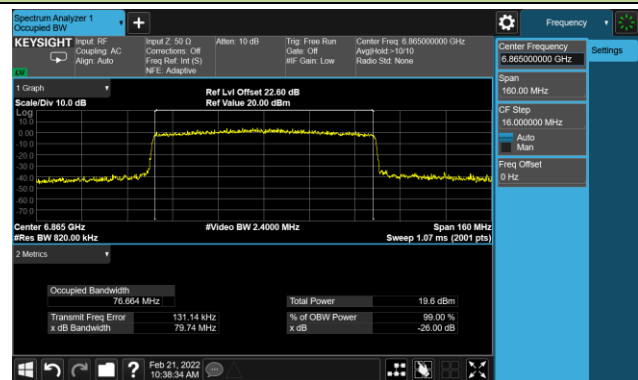 Spectrum Analyzer 1
Occupied BW
+
Frequency
KEYSIGHT
Input: RF
Coupling: AC
Align: Auto
Input Z: 50 Ω
Corrections: Off
Freq Ref: Int (S)
NFE: Adaptive
Atten: 10 dB
Trig: Free Run
Gate: Off
#IF Gain: Low
Center Freq: 6.865000000 GHz
Avg|Hold:>10/10
Radio Std: None
Center Frequency
6.865000000 GHz
Settings
Span
160.00 MHz
CF Step
16.000000 MHz
Auto
Man
Freq Offset
0 Hz
1 Graph
Scale/Div 10.0 dB
Ref Lvl Offset 22.60 dB
Ref Value 20.00 dBm
Log
10.0
0.00
-10.0
-20.0
-30.0
-40.0
-50.0
-60.0
-70.0
Center 6.865 GHz
#Video BW 2.4000 MHz
Span 160 MHz
#Res BW 820.00 kHz
Sweep 1.07 ms (2001 pts)
2 Metrics
Occupied Bandwidth
76.664 MHz
Total Power
19.6 dBm
Transmit Freq Error
131.14 kHz
% of OBW Power
99.00 %
x dB Bandwidth
79.74 MHz
x dB
-26.00 dB
?
Feb 21, 2022
10:38:34 AM